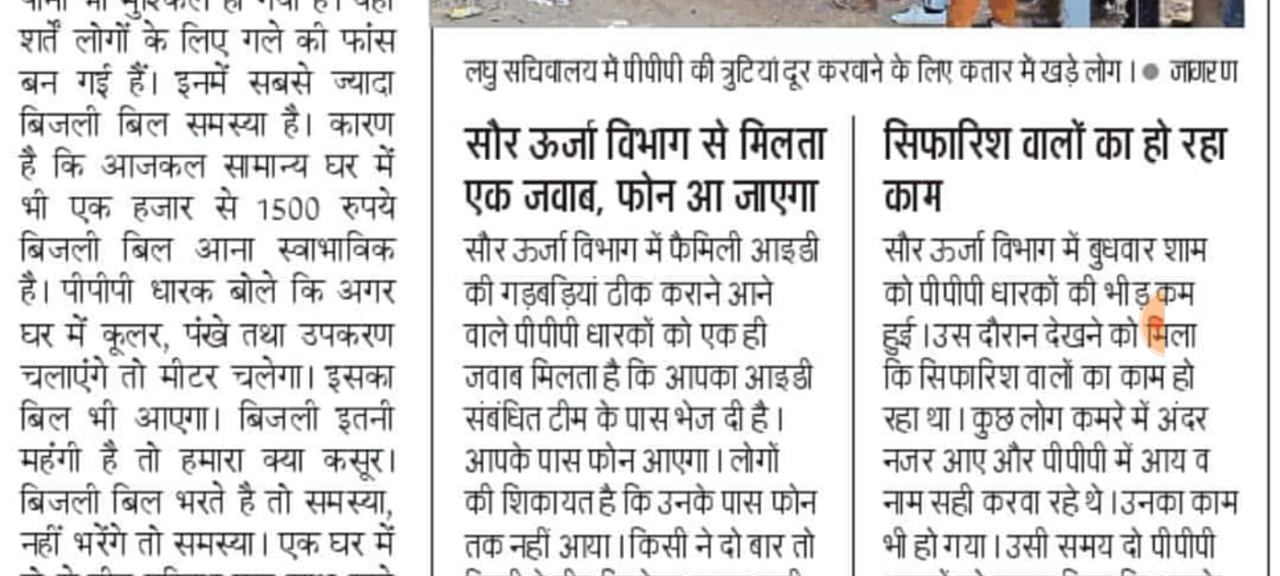 शर्तें लोगों के लिए गले की फांस
बन गई हैं। इनमें सबसे ज्यादा
बिजली बिल समस्या है। कारण
है कि आजकल सामान्य घर में
भी एक हजार से 1500 रुपये
बिजली बिल आना स्वाभाविक
है। पीपीपी धारक बोले कि अगर
घर में कूलर, पंखे तथा उपकरण
चलाएंगे तो मीटर चलेगा। इसका
बिल भी आएगा। बिजली इतनी
महंगी है तो हमारा क्या कसूर।
बिजली बिल भरते है तो समस्या,
नहीं भरेंगे तो समस्या। एक घर में
लघु सचिवालय में पीपीपी की त्रुटियां दूर करवाने के लिए कतार में खड़े लोग। ● जागरण
सौर ऊर्जा विभाग से मिलता
एक जवाब, फोन आ जाएगा
सौर ऊर्जा विभाग में फैमिली आइडी
की गड़बड़ियां ठीक कराने आने
वाले पीपीपी धारकों को एक ही
जवाब मिलता है कि आपका आइडी
संबंधित टीम के पास भेज दी है।
आपके पास फोन आएगा। लोगों
की शिकायत है कि उनके पास फोन
तक नहीं आया। किसी ने दो बार तो
सिफारिश वालों का हो रहा
काम
सौर ऊर्जा विभाग में बुधवार शाम
को पीपीपी धारकों की भीड़ कम
हुई। उस दौरान देखने को मिला
कि सिफारिश वालों का काम हो
रहा था। कुछ लोग कमरे में अंदर
नजर आए और पीपीपी में आय व
नाम सही करवा रहे थे। उनका काम
भी हो गया। उसी समय दो पीपीपी